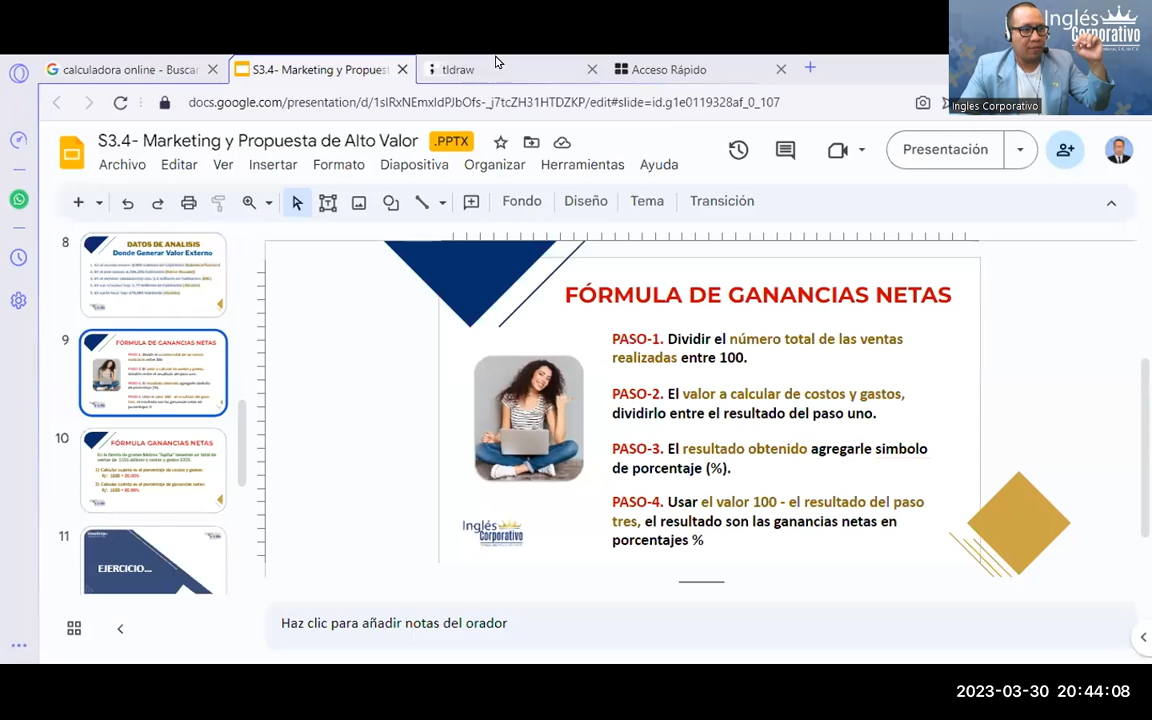 Inglés
Corporativo
Ingles Corporativo
calculadora online - Buscar
S3.4- Marketing y Propues
tldraw
Acceso Rápido
docs.google.com/presentation/d/1slRxNEmxIdPJbOfs-_j7tcZH31HTDZKP/edit#slide=id.g1e0119328af_0_107
S3.4- Marketing y Propuesta de Alto Valor
.PPTX
Archivo Editar Ver Insertar Formato Diapositiva Organizar Herramientas Ayuda
Presentación
Fondo Diseño Tema Transición
8
DATOS DE ANALISIS
Donde Generar Valor Externo
9
FÓRMULA DE GANANCIAS NETAS
10
FÓRMULA GANANCIAS NETAS
11
EJERCICIO...
FÓRMULA DE GANANCIAS NETAS
PASO-1. Dividir el número total de las ventas
realizadas entre 100.
PASO-2. El valor a calcular de costos y gastos,
dividirlo entre el resultado del paso uno.
PASO-3. El resultado obtenido agregarle simbolo
de porcentaje (%).
PASO-4. Usar el valor 100 - el resultado del paso
tres, el resultado son las ganancias netas en
porcentajes %
Inglés
Corporativo
Haz clic para añadir notas del orador
2023-03-30 20:44:08